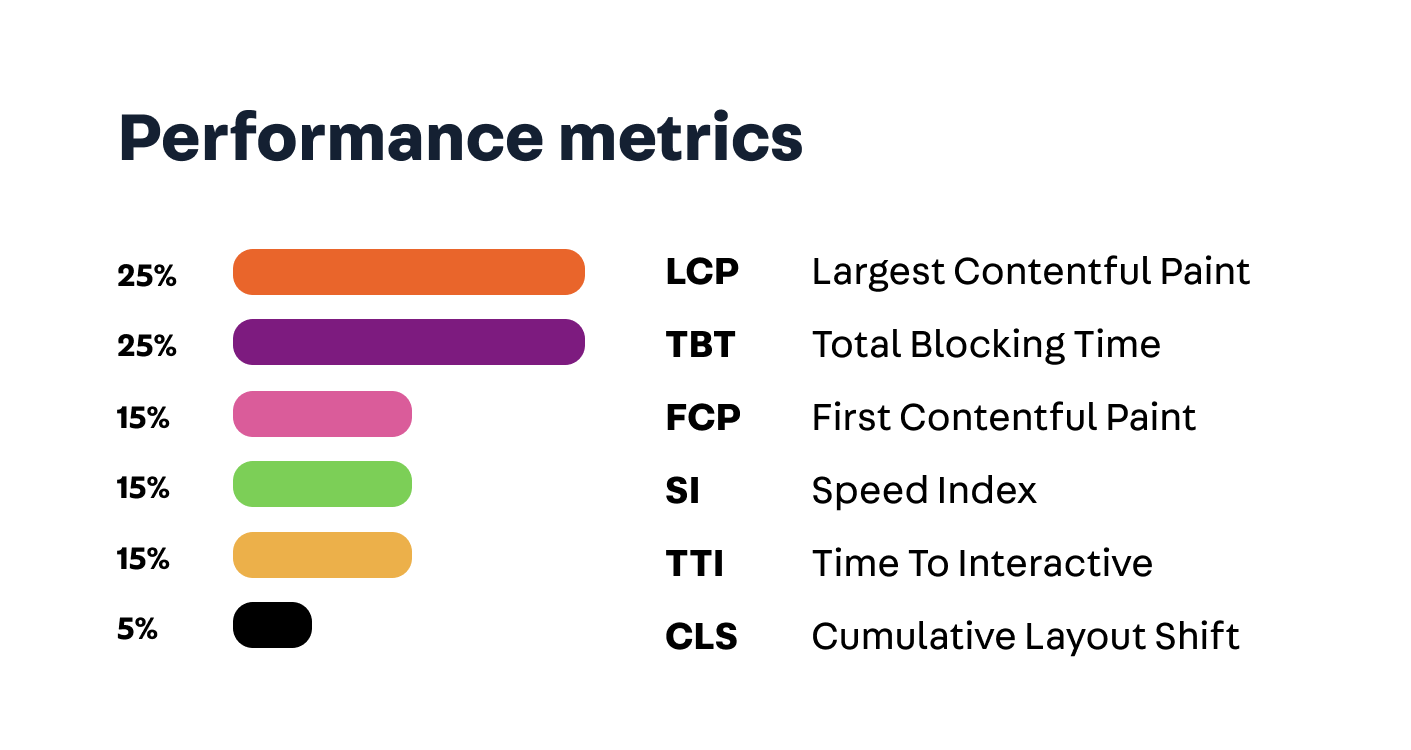 Performance metrics
25% LCP Largest Contentful Paint
25% TBT Total Blocking Time
15% FCP First Contentful Paint
15% SI Speed Index
15% TTI Time To Interactive
5% CLS Cumulative Layout Shift